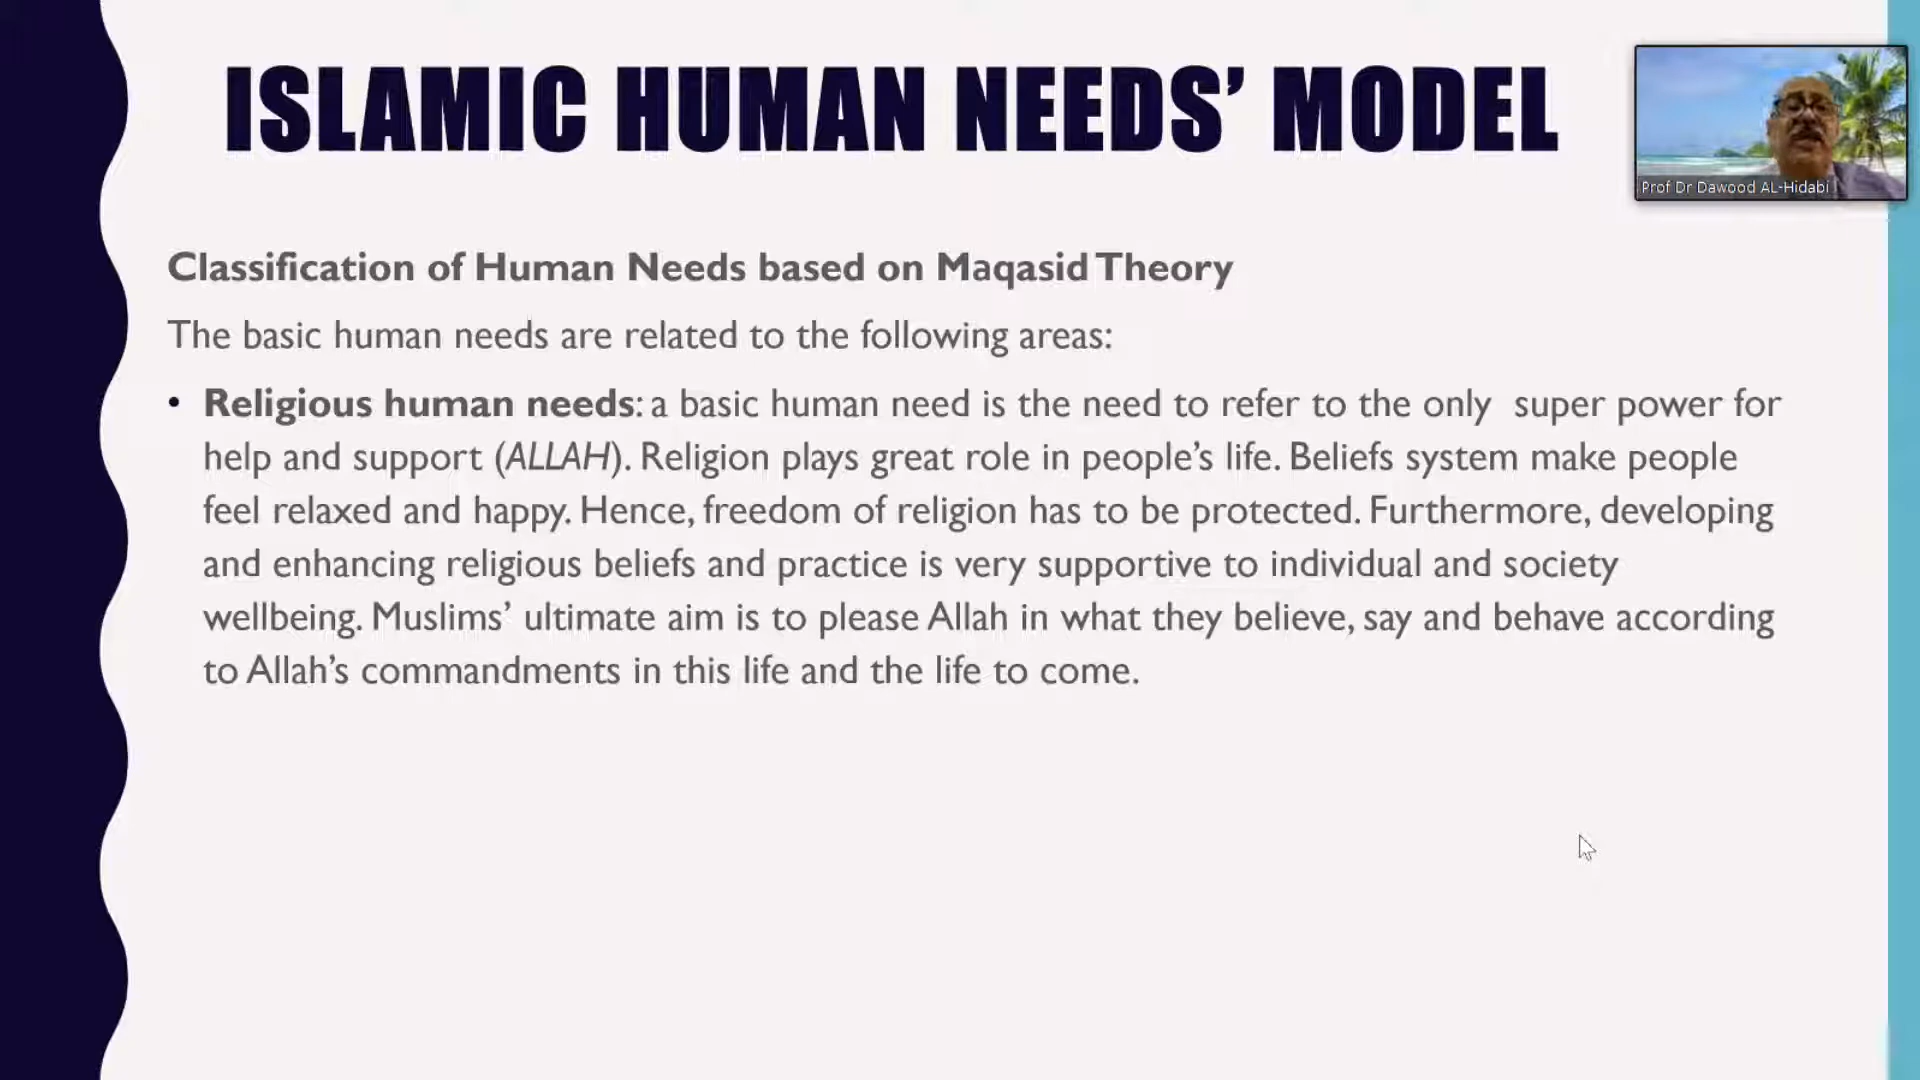 ISLAMIC HUMAN NEEDS’ MODEL
Prof Dr Dawood AL-Hidabi
Classification of Human Needs based on Maqasid Theory
The basic human needs are related to the following areas:
• Religious human needs: a basic human need is the need to refer to the only super power for
help and support (ALLAH). Religion plays great role in people’s life. Beliefs system make people
feel relaxed and happy. Hence, freedom of religion has to be protected. Furthermore, developing
and enhancing religious beliefs and practice is very supportive to individual and society
wellbeing. Muslims’ ultimate aim is to please Allah in what they believe, say and behave according
to Allah’s commandments in this life and the life to come.